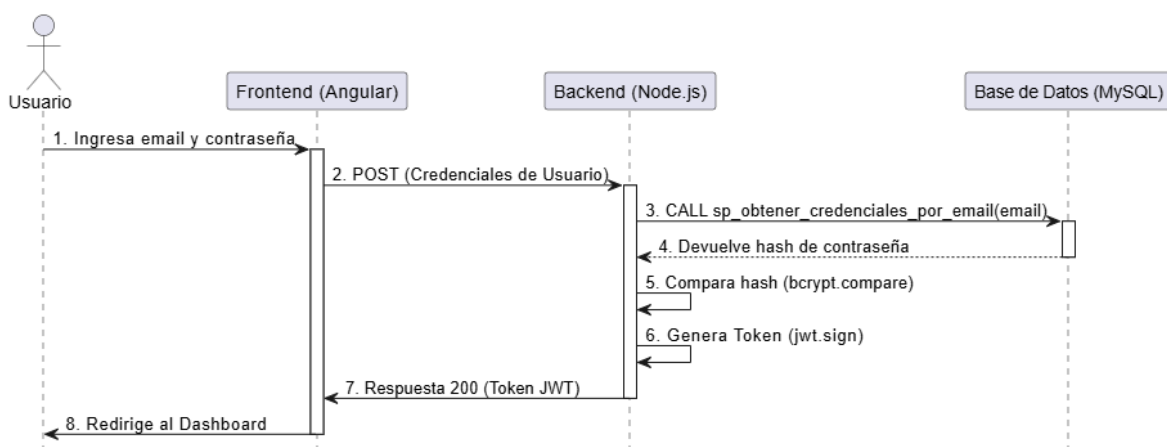 Usuario
Frontend (Angular)
Backend (Node.js)
Base de Datos (MySQL)
1. Ingresa email y contraseña
2. POST (Credenciales de Usuario)
3. CALL sp_obtener_credenciales_por_email(email)
4. Devuelve hash de contraseña
5. Compara hash (bcrypt.compare)
6. Genera Token (jwt.sign)
7. Respuesta 200 (Token JWT)
8. Redirige al Dashboard